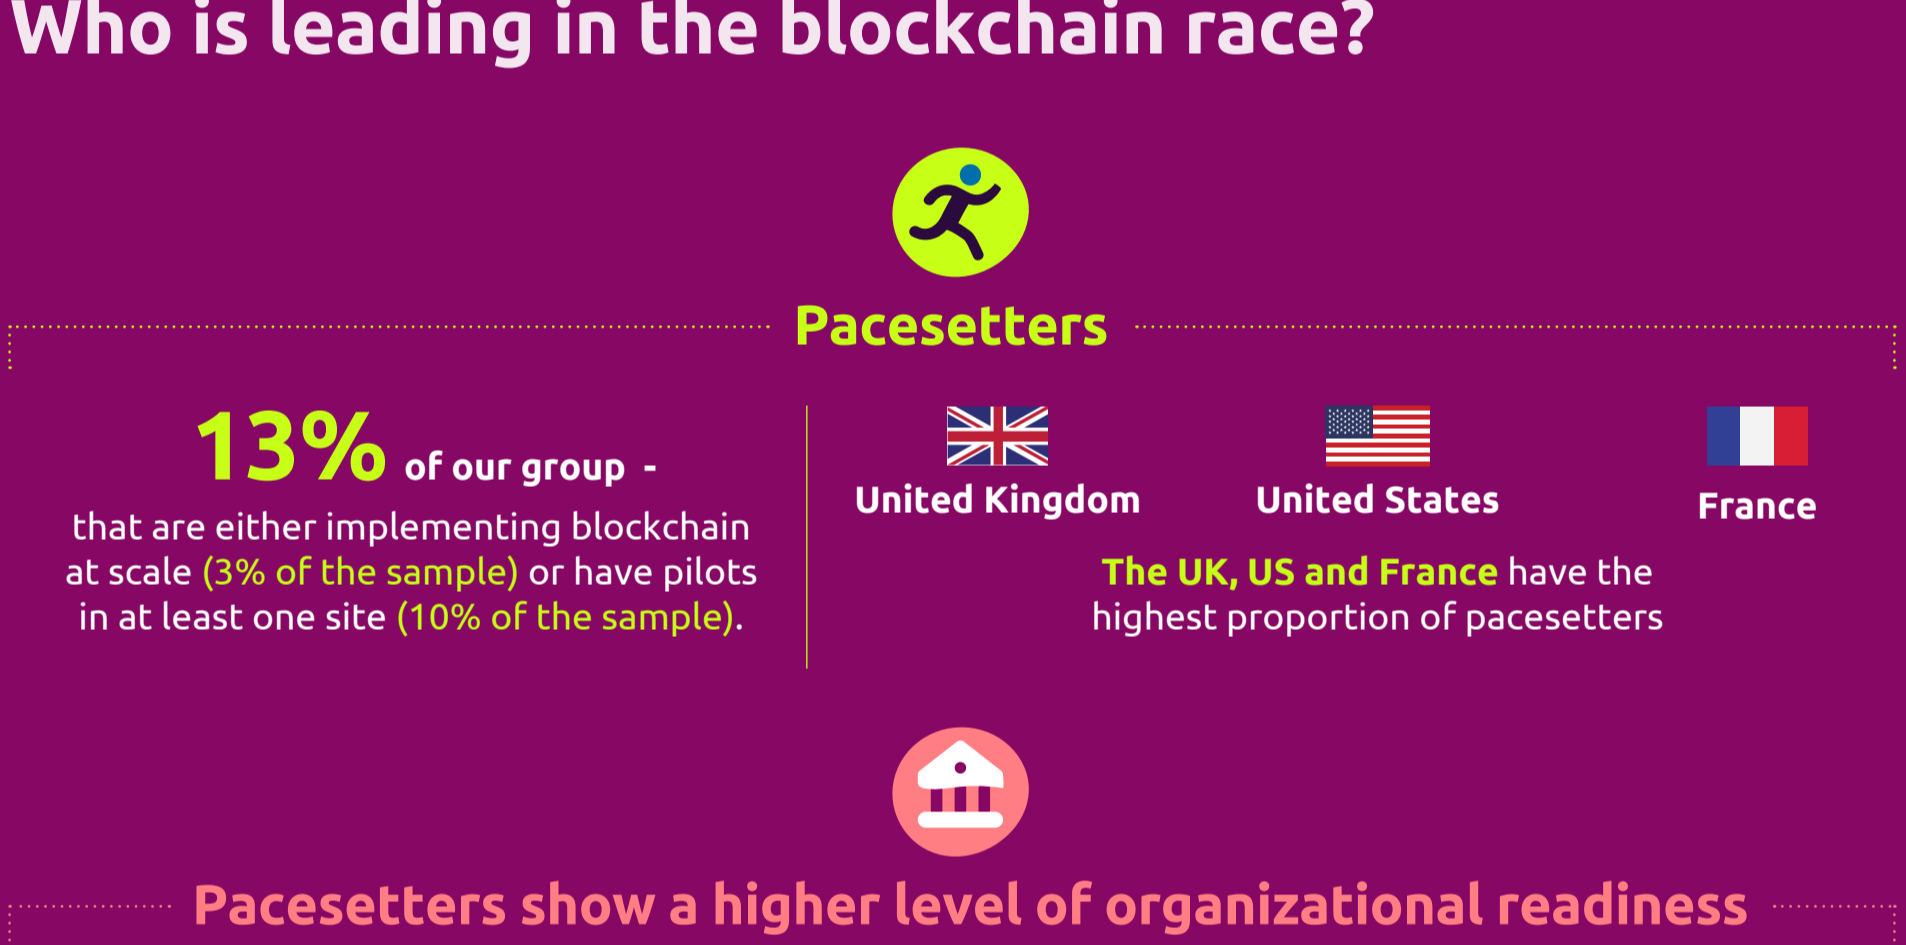 Who is leading in the blockchain race?
Pacesetters
13% of our group -
that are either implementing blockchain
at scale (3% of the sample) or have pilots
in at least one site (10% of the sample).
United Kingdom
United States
France
The UK, US and France have the
highest proportion of pacesetters
Pacesetters show a higher level of organizational readiness